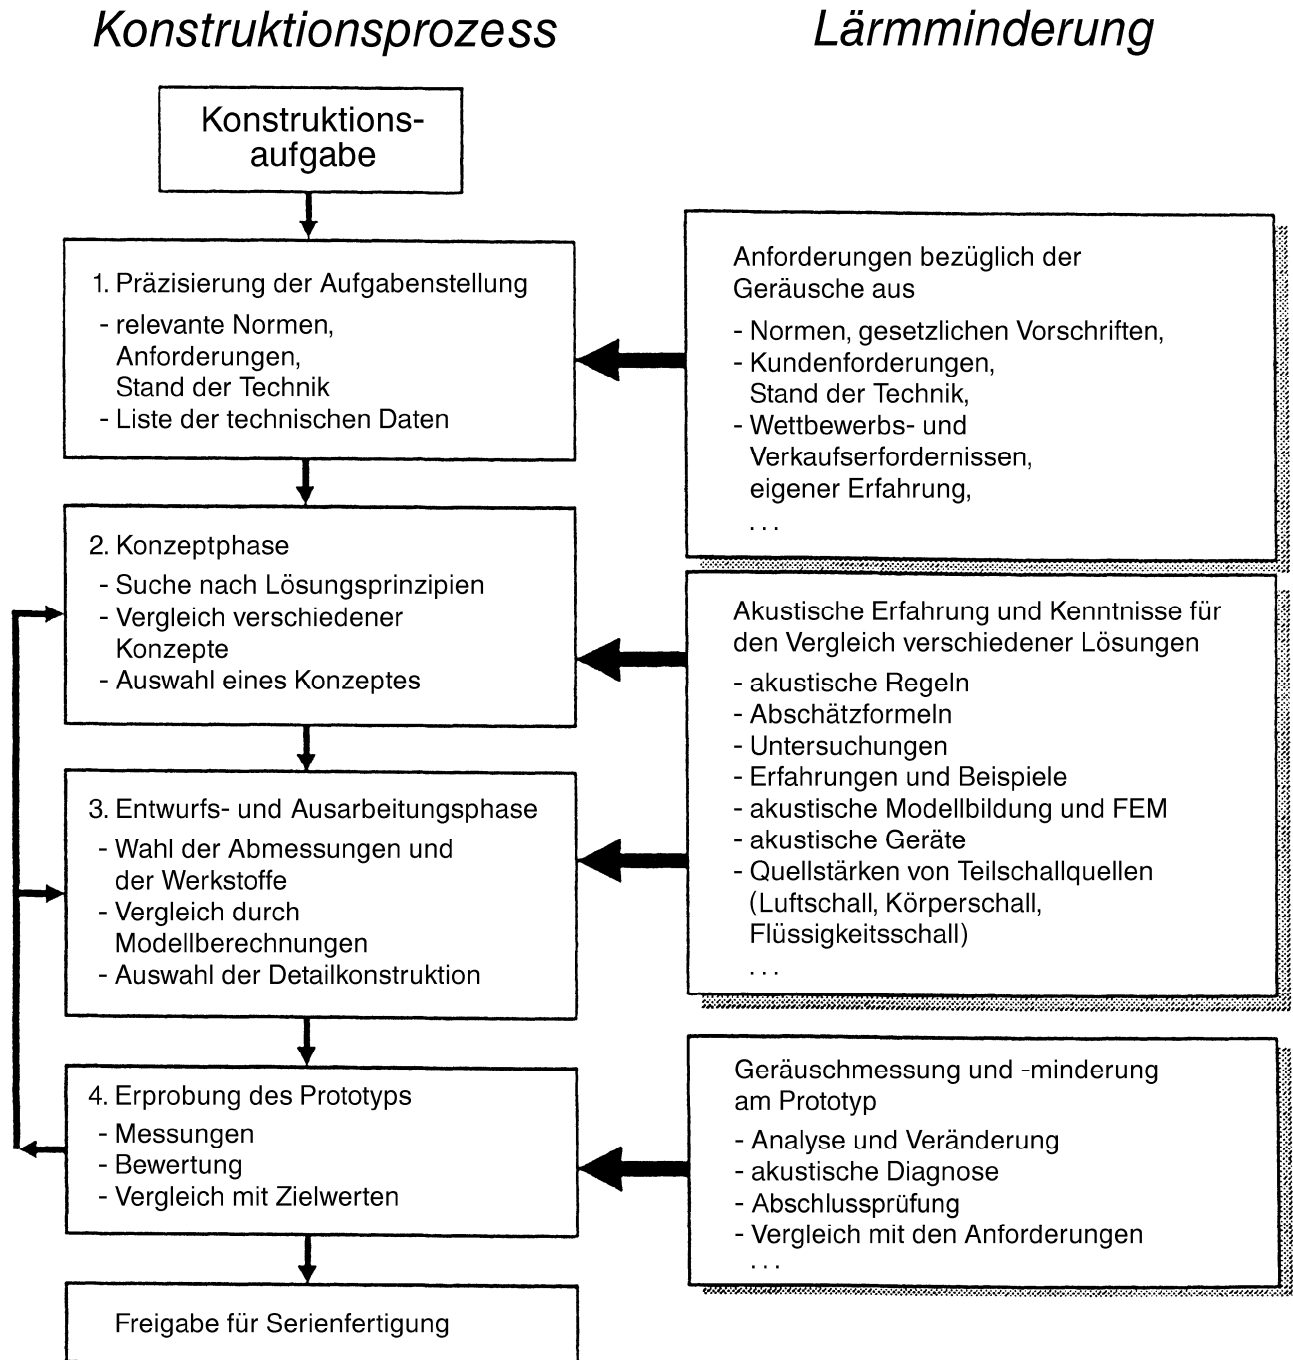 Konstruktionsprozess
Lärmminderung
Konstruktions-
aufgabe
1. Präzisierung der Aufgabenstellung
- relevante Normen,
Anforderungen,
Stand der Technik
- Liste der technischen Daten
Anforderungen bezüglich der
Geräusche aus
- Normen, gesetzlichen Vorschriften,
- Kundenforderungen,
Stand der Technik,
- Wettbewerbs- und
Verkaufserfordernissen,
eigener Erfahrung,
...
2. Konzeptphase
- Suche nach Lösungsprinzipien
- Vergleich verschiedener
Konzepte
- Auswahl eines Konzeptes
3. Entwurfs- und Ausarbeitungsphase
- Wahl der Abmessungen und
der Werkstoffe
- Vergleich durch
Modellberechnungen
- Auswahl der Detailkonstruktion
Akustische Erfahrung und Kenntnisse für
den Vergleich verschiedener Lösungen
- akustische Regeln
- Abschätzformeln
- Untersuchungen
- Erfahrungen und Beispiele
- akustische Modellbildung und FEM
- akustische Geräte
- Quellstärken von Teilschallquellen
(Luftschall, Körperschall,
Flüssigkeitsschall)
...
4. Erprobung des Prototyps
- Messungen
- Bewertung
- Vergleich mit Zielwerten
Geräuschmessung und -minderung
am Prototyp
- Analyse und Veränderung
- akustische Diagnose
- Abschlussprüfung
- Vergleich mit den Anforderungen
...
Freigabe für Serienfertigung